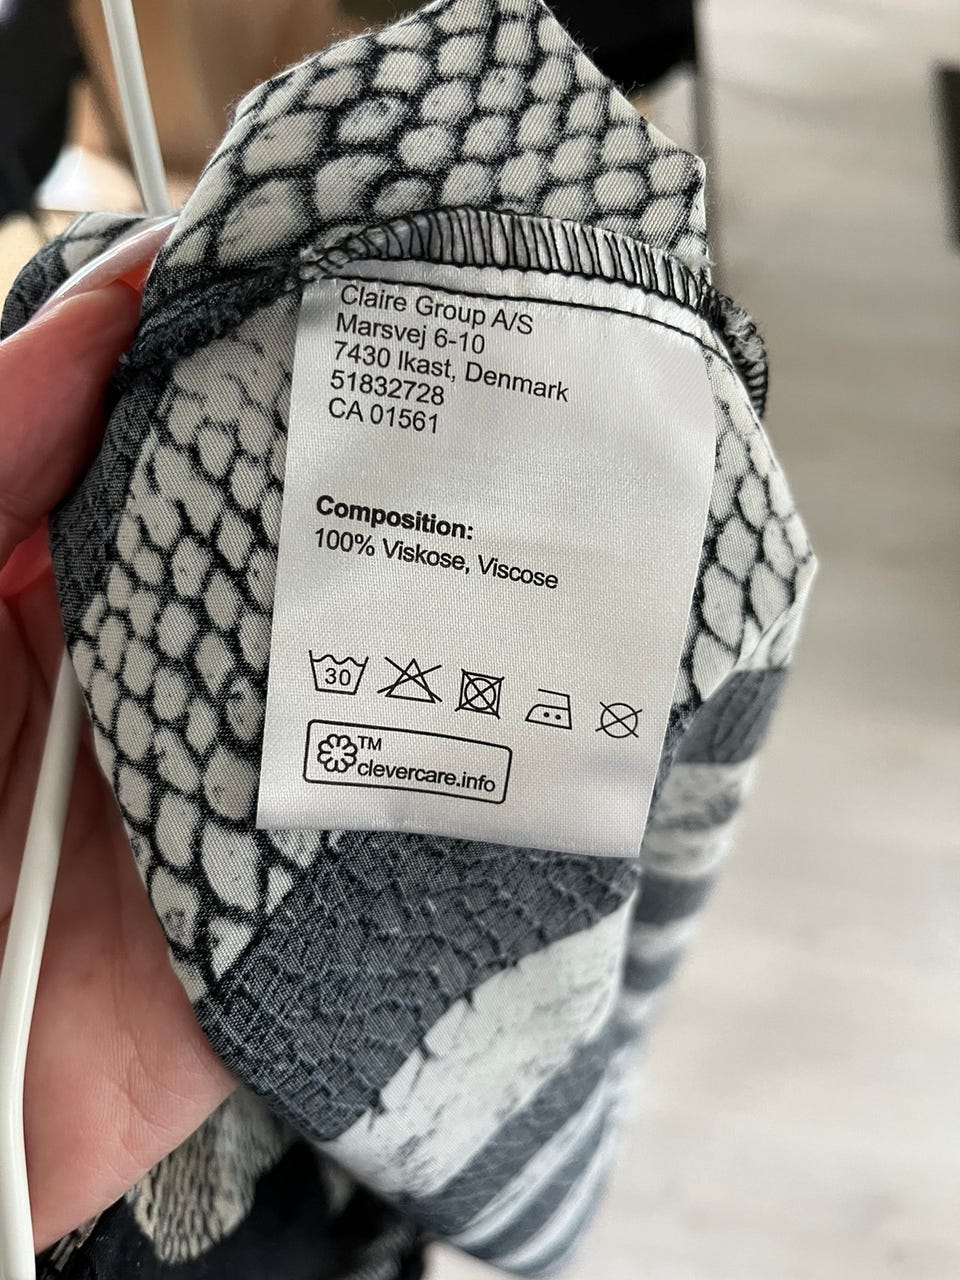 Claire Group A/S
Marsvej 6-10
7430 Ikast, Denmark
51832728
CA 01561
Composition:
100% Viskose, Viscose
30
TM
clevercare.info